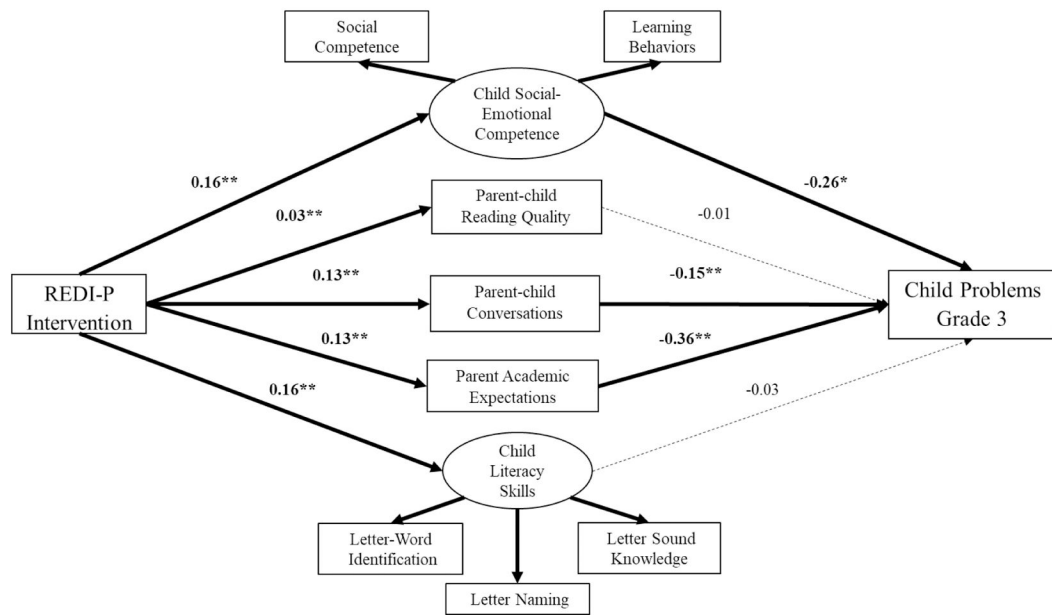 Social
Competence
Learning
Behaviors
Child Social-
Emotional
Competence
0.16**
-0.26*
0.03**
Parent-child
Reading Quality
-0.01
0.13**
-0.15**
REDI-P
Intervention
Parent-child
Conversations
Child Problems
Grade 3
0.13**
-0.36**
Parent Academic
Expectations
0.16**
-0.03
Child
Literacy
Skills
Letter-Word
Identification
Letter Sound
Knowledge
Letter Naming